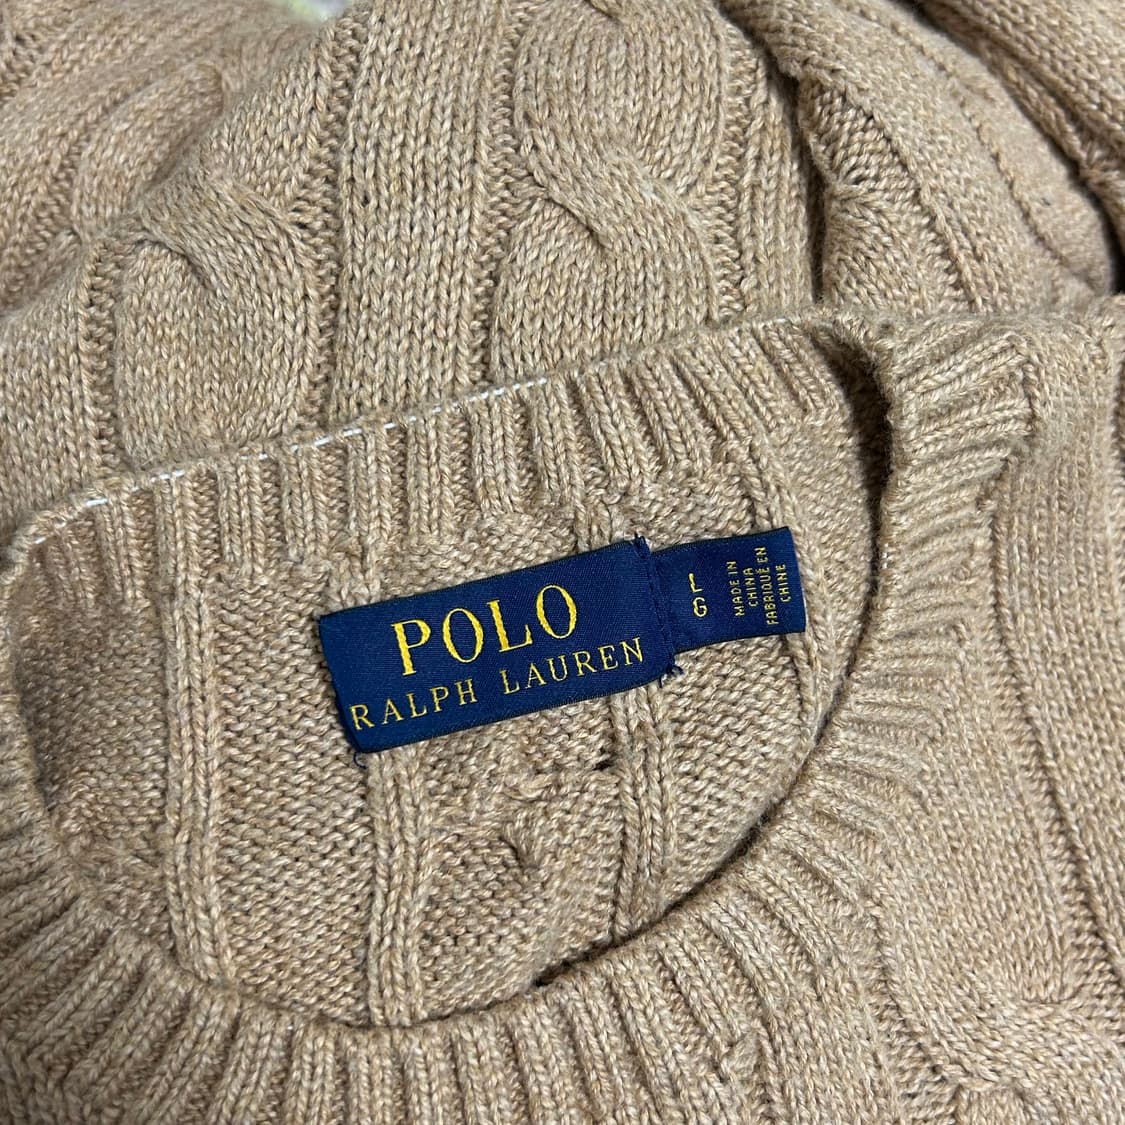 POLO
RALPH LAUREN
L
G
MADE IN
CHINA
FABRIQUÉ EN
CHINE